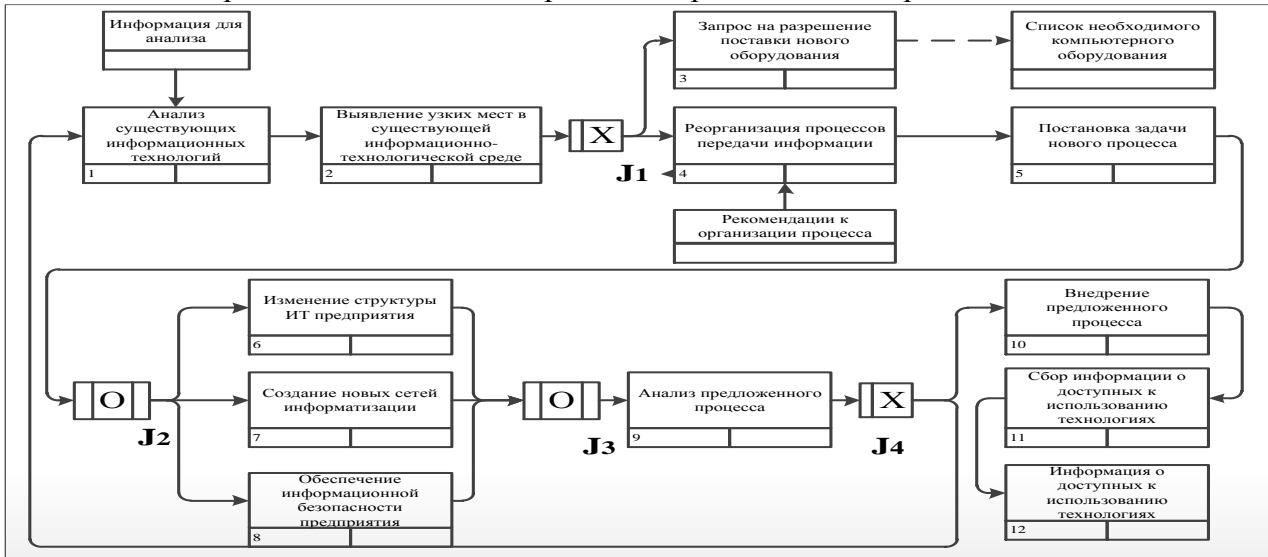 Информация для
анализа
Запрос на разрешение
поставки нового
оборудования
3
Список необходимого
компьютерного
оборудования
Анализ
существующих
информационных
технологий
1
Выявление узких мест в
существующей
информационно-
технологической среде
2
X
J1
Реорганизация процессов
передачи информации
4
Постановка задачи
нового процесса
5
Рекомендации к
организации процесса
O
J2
Изменение структуры
ИТ предприятия
6
Создание новых сетей
информатизации
7
Обеспечение
информационной
безопасности
предприятия
8
O
J3
Анализ предложенного
процесса
9
X
J4
Внедрение
предложенного
процесса
10
Сбор информации о
доступных к
использованию
технологиях
11
Информация о
доступных к
использованию
технологиях
12